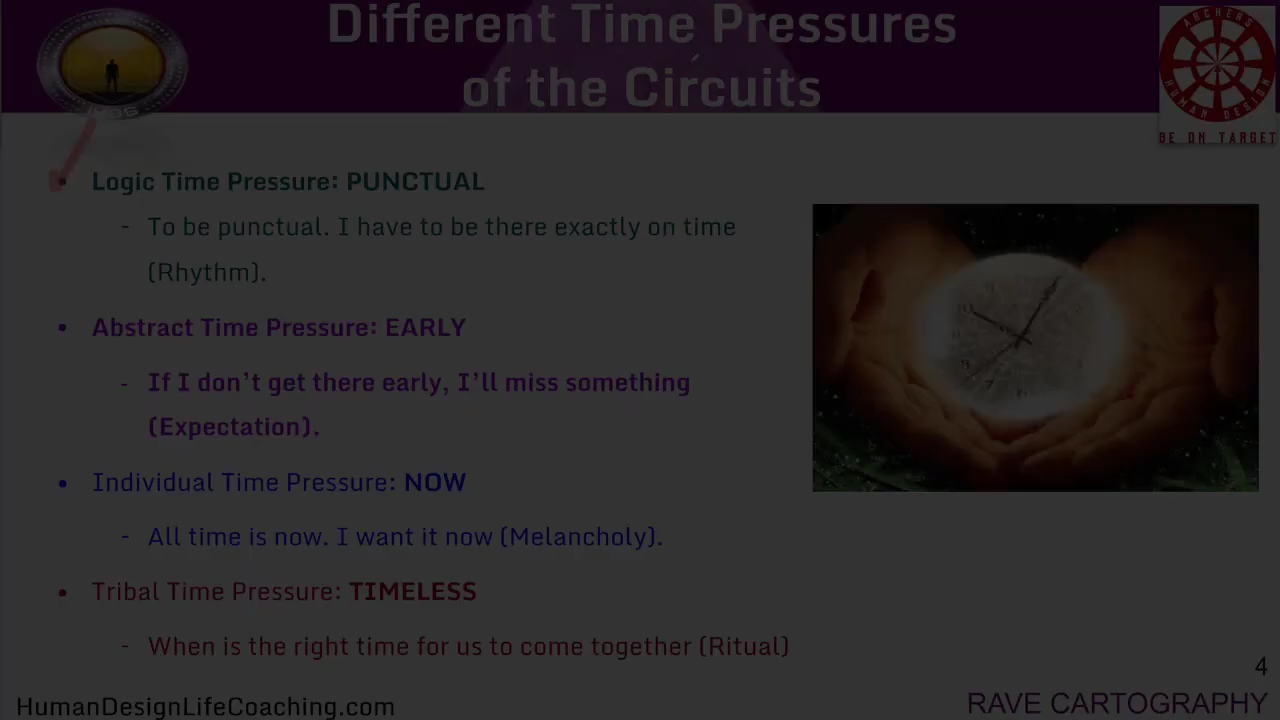 Different Time Pressures
of the Circuits
ARCHERS
HUMAN DESIGN
BE ON TARGET
• Logic Time Pressure: PUNCTUAL
- To be punctual. I have to be there exactly on time
(Rhythm).
• Abstract Time Pressure: EARLY
- If I don’t get there early, I’ll miss something
(Expectation).
• Individual Time Pressure: NOW
- All time is now. I want it now (Melancholy).
• Tribal Time Pressure: TIMELESS
- When is the right time for us to come together (Ritual)
4
HumanDesignLifeCoaching.com
RAVE CARTOGRAPHY